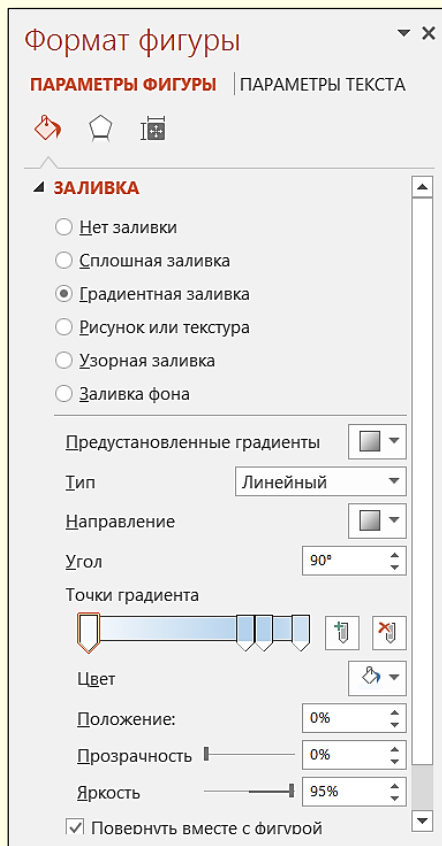 Формат фигуры
ПАРАМЕТРЫ ФИГУРЫ ПАРАМЕТРЫ ТЕКСТА
ЗАЛИВКА
Нет заливки
Сплошная заливка
Градиентная заливка
Рисунок или текстура
Узорная заливка
Заливка фона
Предустановленные градиенты
Тип Линейный
Направление
Угол 90°
Точки градиента
Цвет
Положение: 0%
Прозрачность 0%
Яркость 95%
Повернуть вместе с фигурой